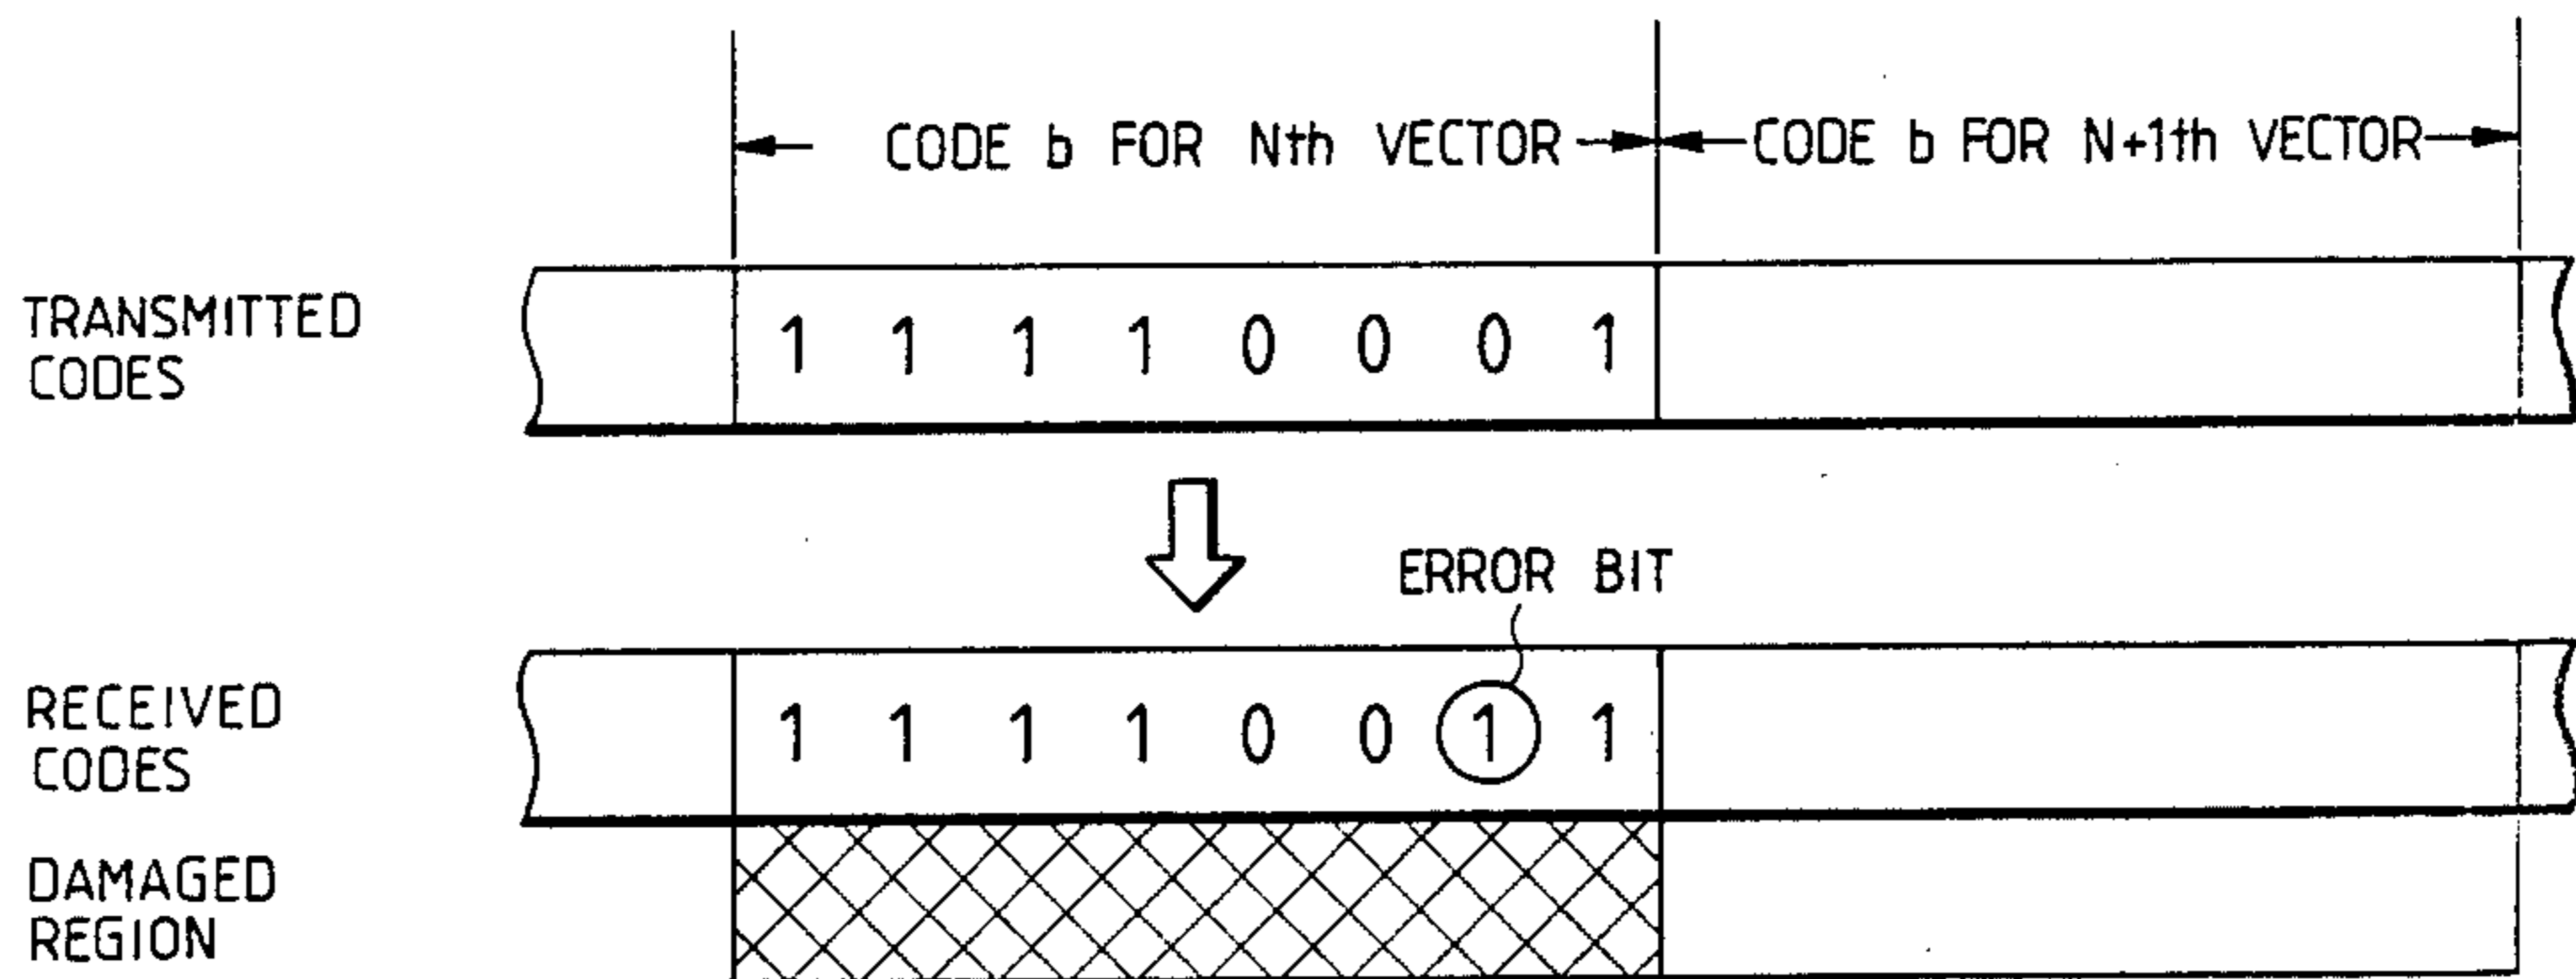 CODE b FOR Nth VECTOR CODE b FOR N+1th VECTOR
TRANSMITTED
CODES
1 1 1 1 0 0 0 1
ERROR BIT
RECEIVED
CODES
1 1 1 1 0 0 1 1
DAMAGED
REGION